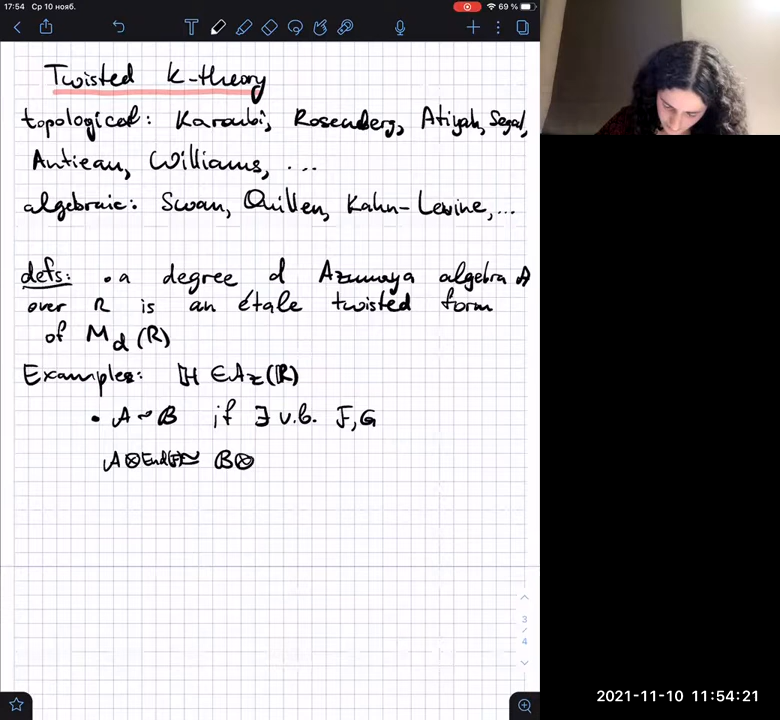 17:54 Ср 10 нояб.
69 %
Twisted K-theory
topological: Karoubi, Rosenberg, Atiyah, Segal,
Antieau, Williams, ...
algebraic: Swan, Quillen, Kahn-Levine, ...
defs: • a degree d Azumaya algebra A
over R is an étale twisted form
of M_d(R)
Examples: ℍ ∈ Az(ℝ)
• A ~ B if ∃ v.b. F, G
A⊗End(F) ≃ B⊗
3
/
4
2021-11-10 11:54:21